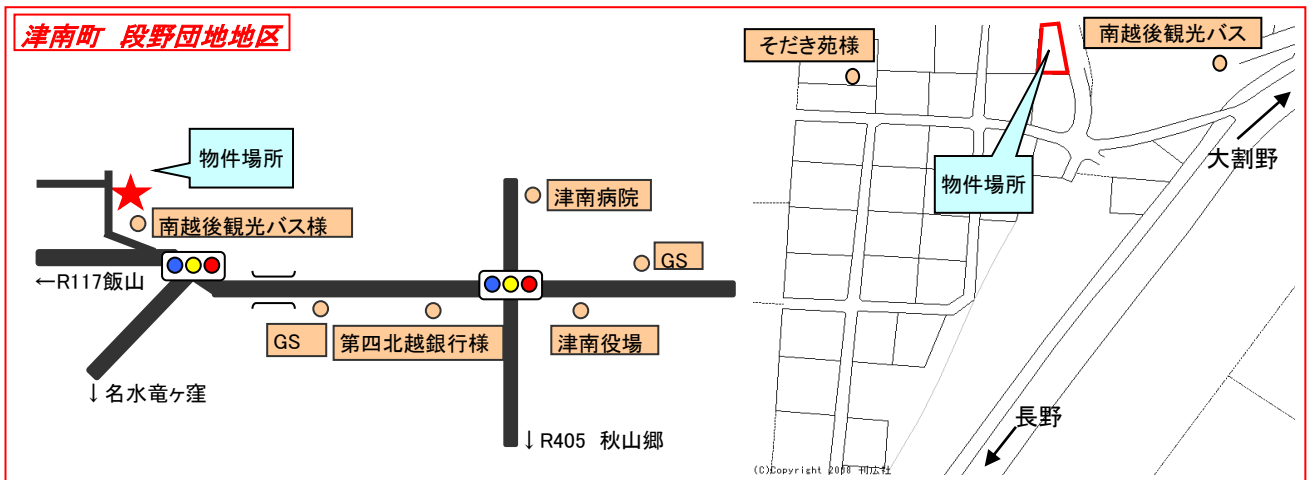 津南町 段野団地地区
物件場所
南越後観光バス様
←R117飯山
↓名水竜ヶ窪
GS
第四北越銀行様
津南病院
GS
津南役場
↓R405 秋山郷
そだき苑様
南越後観光バス
物件場所
大割野
長野
(C)Copyright 2008 刊広社